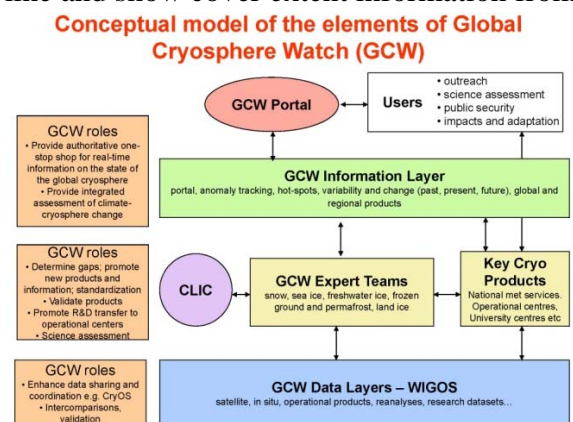 Conceptual model of the elements of Global
Cryosphere Watch (GCW)
GCW Portal
Users
• outreach
• science assessment
• public security
• impacts and adaptation
GCW roles
• Provide authoritative one-
stop shop for real-time
information on the state of
the global cryosphere
• Provide integrated
assessment of climate-
cryosphere change
GCW Information Layer
portal, anomaly tracking, hot-spots, variability and change (past, present, future), global and
regional products
GCW roles
• Determine gaps; promote
new products and
information; standardization
• Validate products
• Promote R&D transfer to
operational centers
• Science assessment
CLIC
GCW Expert Teams
snow, sea ice, freshwater ice, frozen
ground and permafrost, land ice
Key Cryo
Products
National met services.
Operational centres,
University centres etc
GCW roles
• Enhance data sharing and
coordination e.g. CryOS
• Intercomparisons,
validation
GCW Data Layers – WIGOS
satellite, in situ, operational products, reanalyses, research datasets…